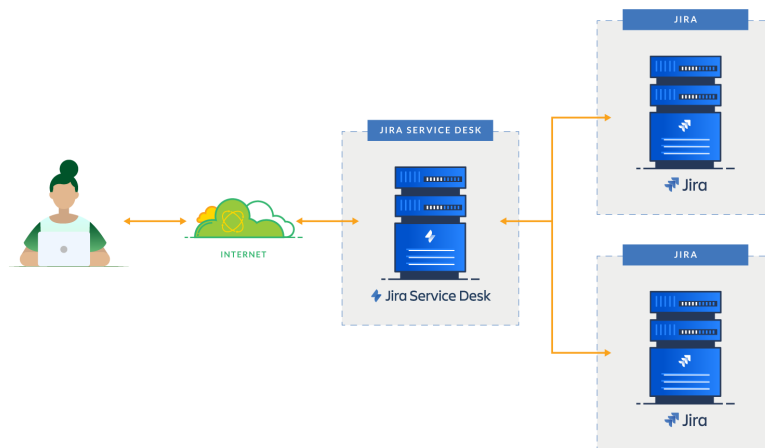 JIRA
Jira
JIRA SERVICE DESK
INTERNET
Jira Service Desk
JIRA
Jira